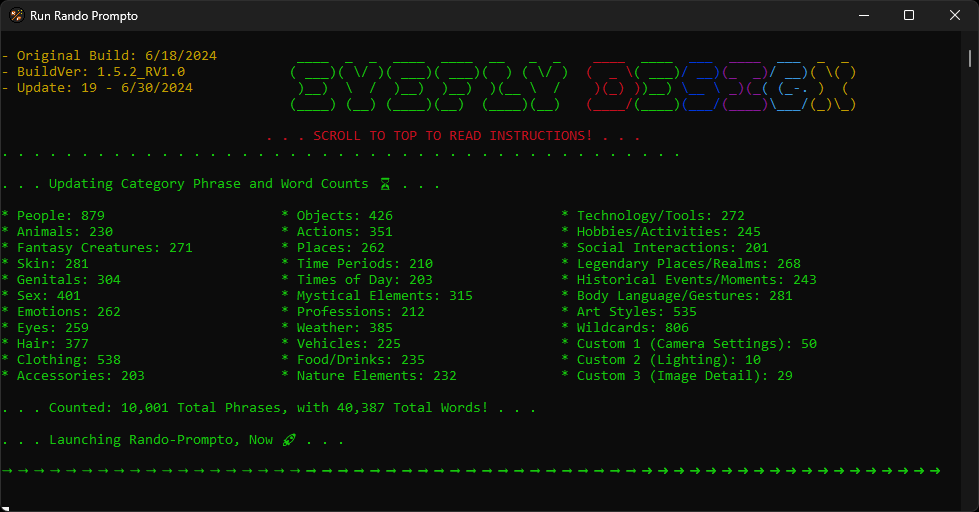 Run Rando Prompto
- Original Build: 6/18/2024
- BuildVer: 1.5.2_RV1.0
- Update: 19 - 6/30/2024
EYEFLY DESIGN
. . . SCROLL TO TOP TO READ INSTRUCTIONS! . . .
. . . Updating Category Phrase and Word Counts ⏳ . . .
* People: 879 * Objects: 426 * Technology/Tools: 272
* Animals: 230 * Actions: 351 * Hobbies/Activities: 245
* Fantasy Creatures: 271 * Places: 262 * Social Interactions: 201
* Skin: 281 * Time Periods: 210 * Legendary Places/Realms: 268
* Genitals: 304 * Times of Day: 203 * Historical Events/Moments: 243
* Sex: 401 * Mystical Elements: 315 * Body Language/Gestures: 281
* Emotions: 262 * Professions: 212 * Art Styles: 535
* Eyes: 259 * Weather: 385 * Wildcards: 806
* Hair: 377 * Vehicles: 225 * Custom 1 (Camera Settings): 50
* Clothing: 538 * Food/Drinks: 235 * Custom 2 (Lighting): 10
* Accessories: 203 * Nature Elements: 232 * Custom 3 (Image Detail): 29
. . . Counted: 10,001 Total Phrases, with 40,387 Total Words! . . .
. . . Launching Rando-Prompto, Now 🚀 . . .